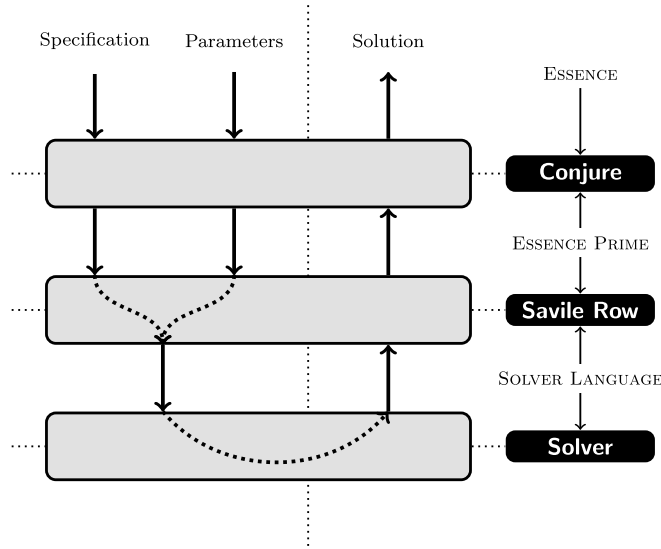 Specification
Parameters
Solution
Essence
Conjure
Essence Prime
Savile Row
Solver Language
Solver